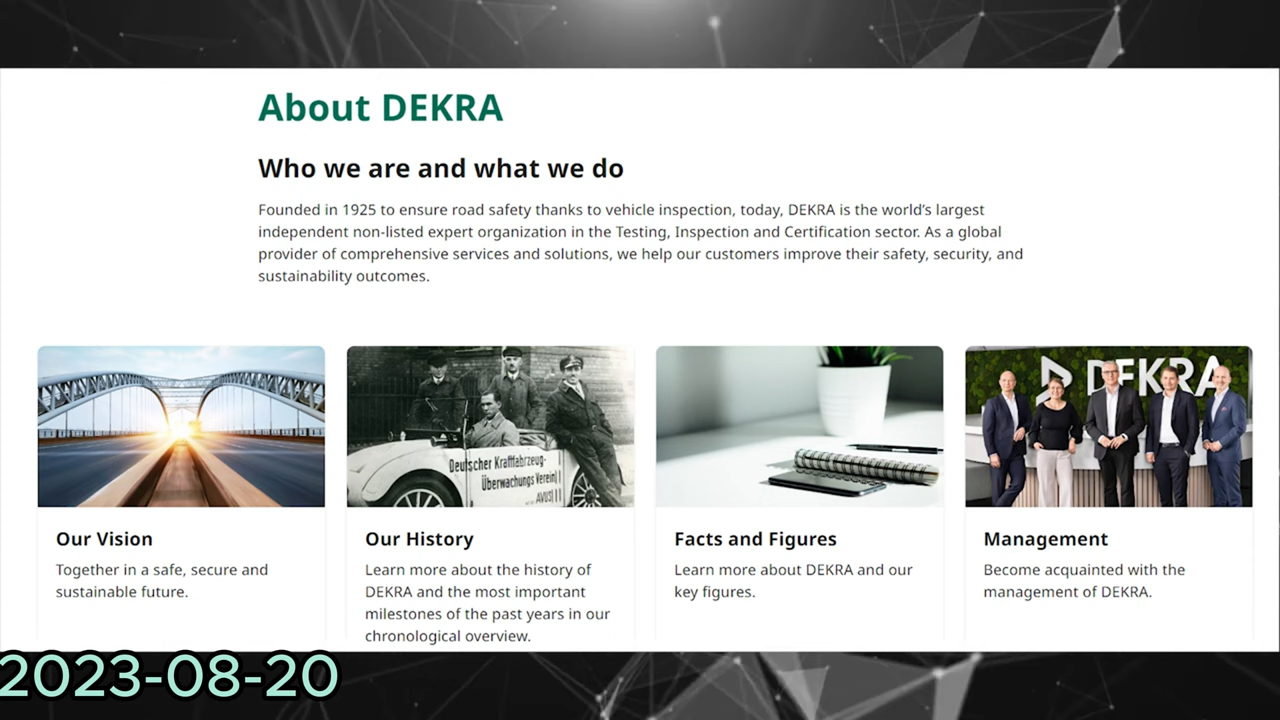 About DEKRA
Who we are and what we do
Founded in 1925 to ensure road safety thanks to vehicle inspection, today, DEKRA is the world’s largest
independent non-listed expert organization in the Testing, Inspection and Certification sector. As a global
provider of comprehensive services and solutions, we help our customers improve their safety, security, and
sustainability outcomes.
Deutscher Kraftfahrzeug-
Überwachungs Verein
AVUS
DEKRA
Our Vision
Together in a safe, secure and
sustainable future.
Our History
Learn more about the history of
DEKRA and the most important
milestones of the past years in our
chronological overview.
Facts and Figures
Learn more about DEKRA and our
key figures.
Management
Become acquainted with the
management of DEKRA.
2023-08-20